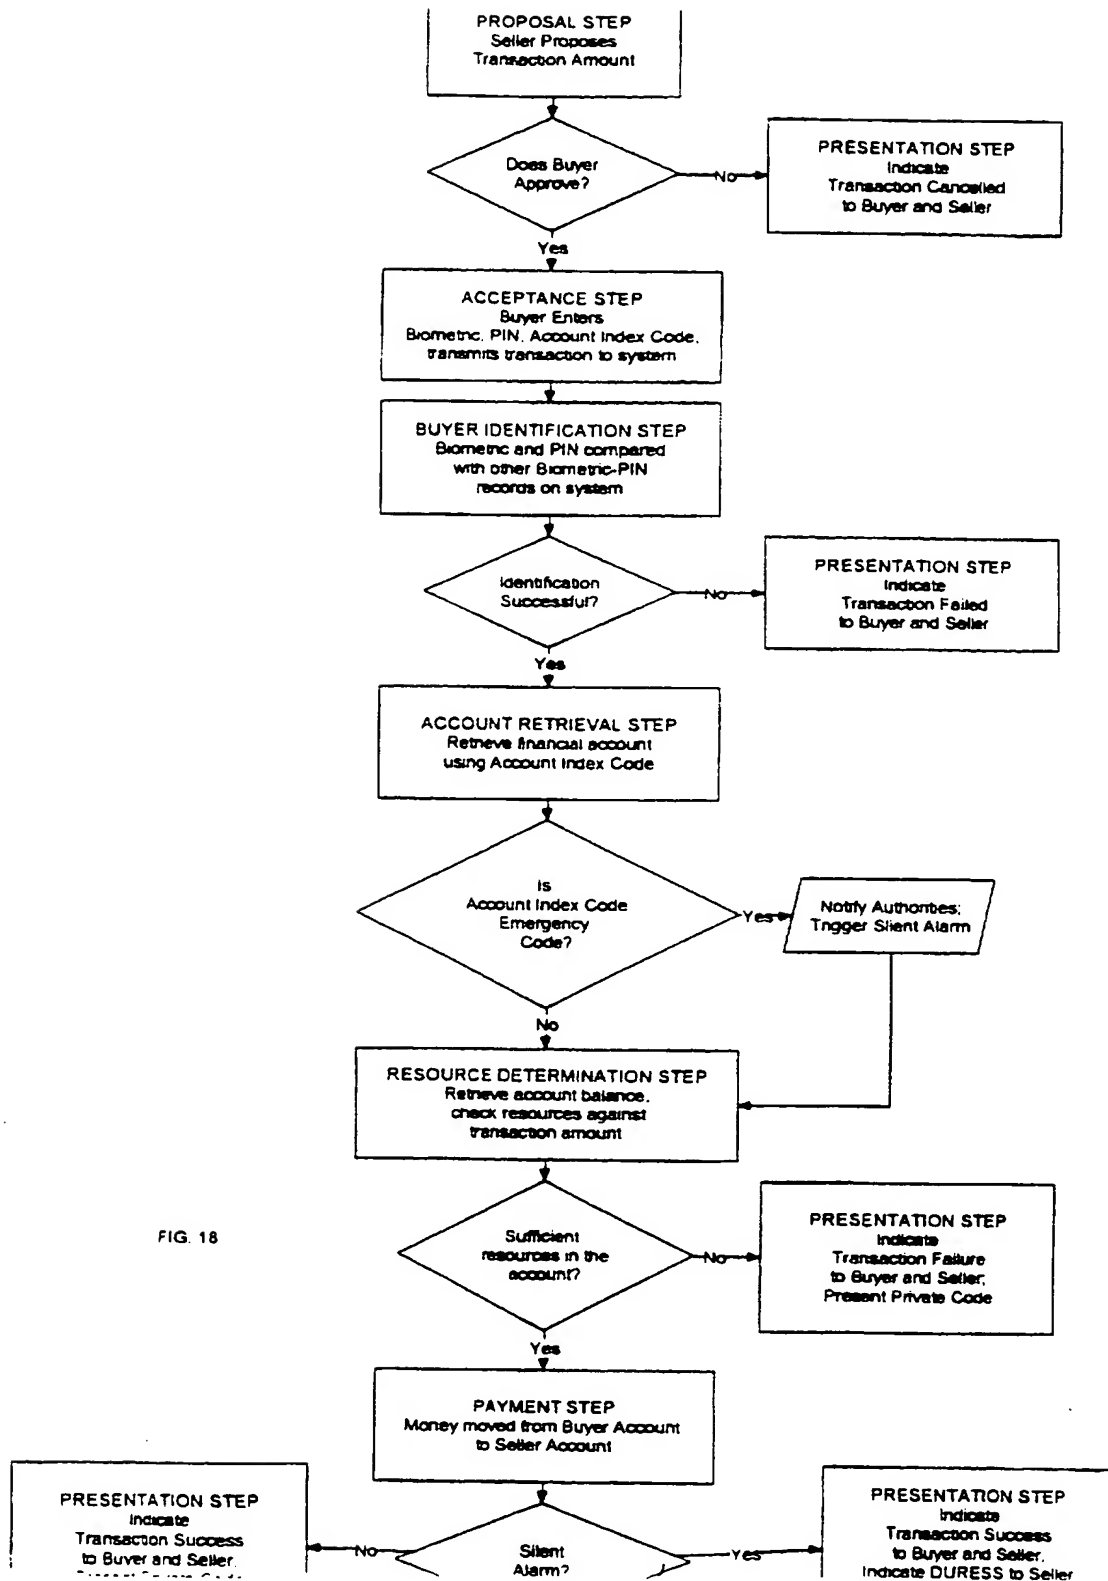 PROPOSAL STEP
Seller Proposes
Transaction Amount
Does Buyer
Approve?
No
PRESENTATION STEP
Indicate
Transaction Cancelled
to Buyer and Seller
Yes
ACCEPTANCE STEP
Buyer Enters
Biometric, PIN, Account Index Code,
transmits transaction to system
BUYER IDENTIFICATION STEP
Biometric and PIN compared
with other Biometric-PIN
records on system
Identification
Successful?
No
PRESENTATION STEP
Indicate
Transaction Failed
to Buyer and Seller
Yes
ACCOUNT RETRIEVAL STEP
Retrieve financial account
using Account Index Code
Is
Account Index Code
Emergency
Code?
Yes
Notify Authorities;
Trigger Silent Alarm
No
RESOURCE DETERMINATION STEP
Retrieve account balance,
check resources against
transaction amount
FIG. 18
Sufficient
resources in the
account?
No
PRESENTATION STEP
Indicate
Transaction Failure
to Buyer and Seller;
Present Private Code
Yes
PAYMENT STEP
Money moved from Buyer Account
to Seller Account
PRESENTATION STEP
Indicate
Transaction Success
to Buyer and Seller,
No
Silent
Alarm?
Yes
PRESENTATION STEP
Indicate
Transaction Success
to Buyer and Seller,
Indicate DURESS to Seller